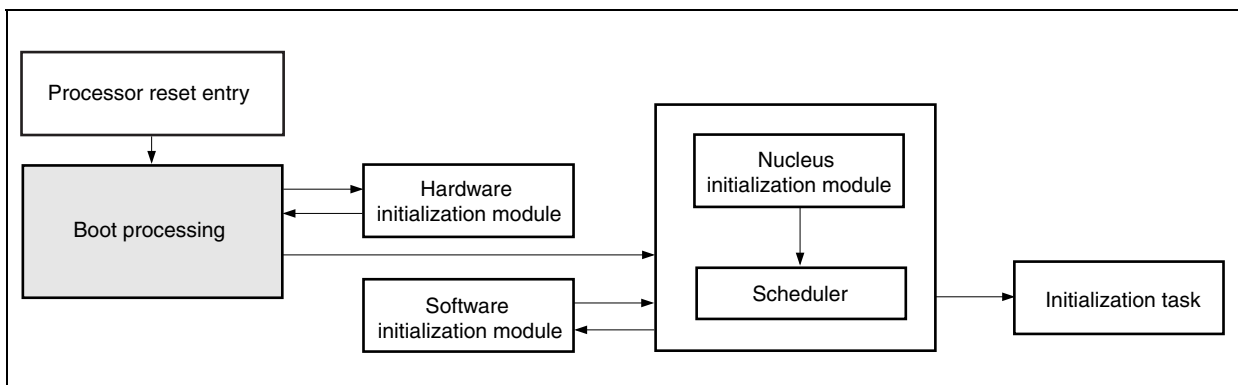 Processor reset entry
Boot processing
Hardware
initialization module
Software
initialization module
Nucleus
initialization module
Scheduler
Initialization task